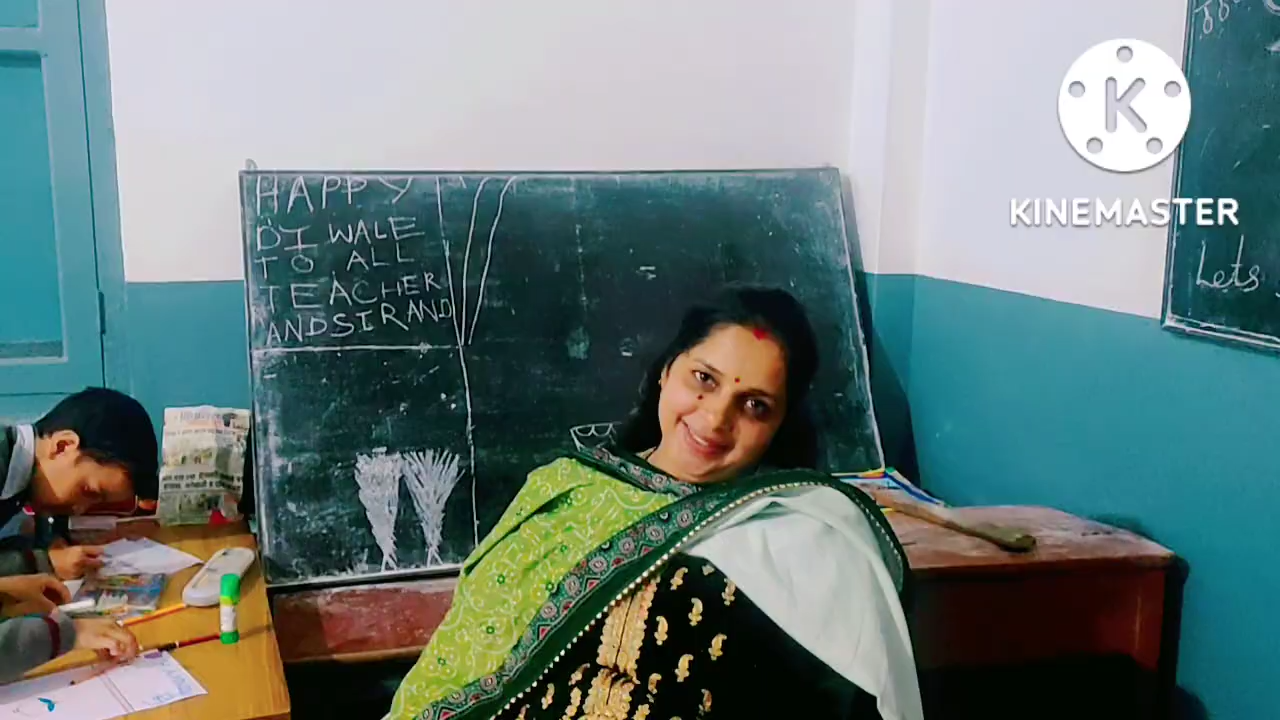 HAPPY
DIWALE
TO ALL
TEACHER
ANDSIRAND
KINEMASTER
Lets